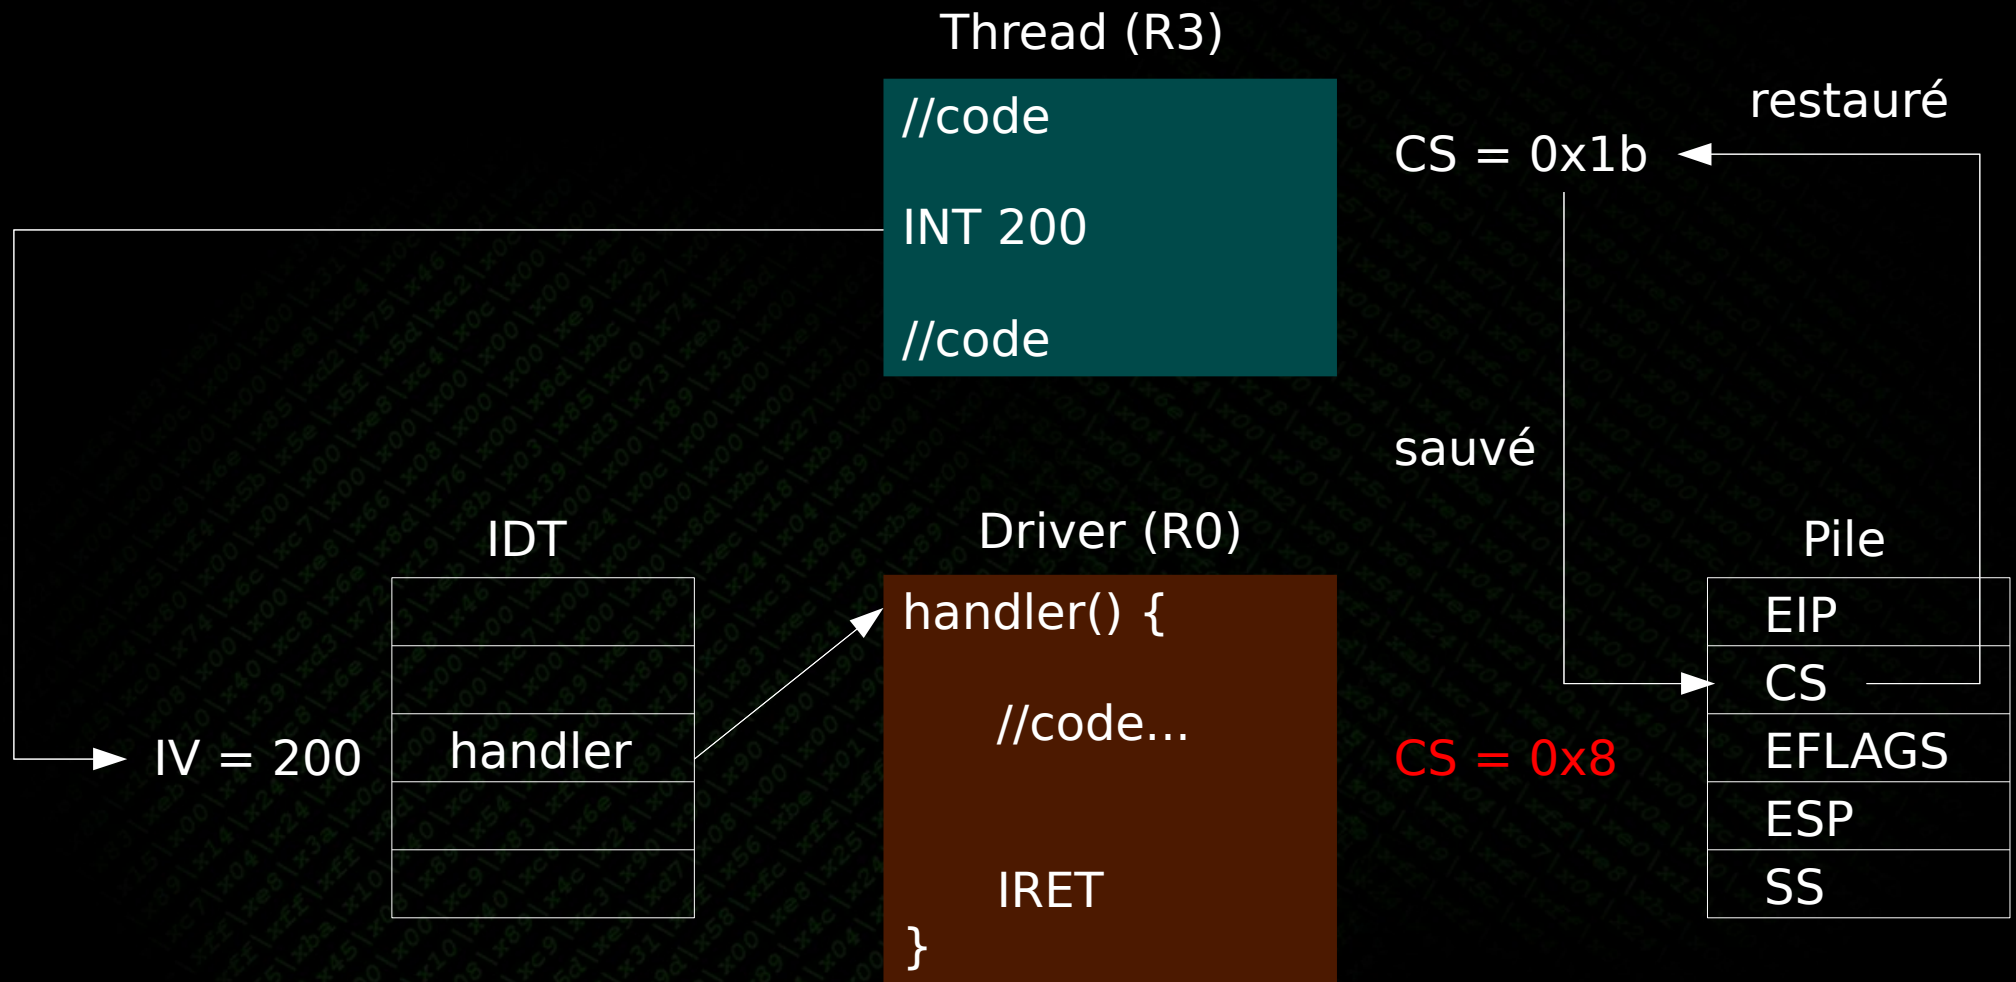 Thread (R3)
//code
INT 200
//code
CS = 0x1b
restauré
sauvé
IDT
IV = 200
handler
Driver (R0)
handler() {
//code...
IRET
}
CS = 0x8
Pile
EIP
CS
EFLAGS
ESP
SS